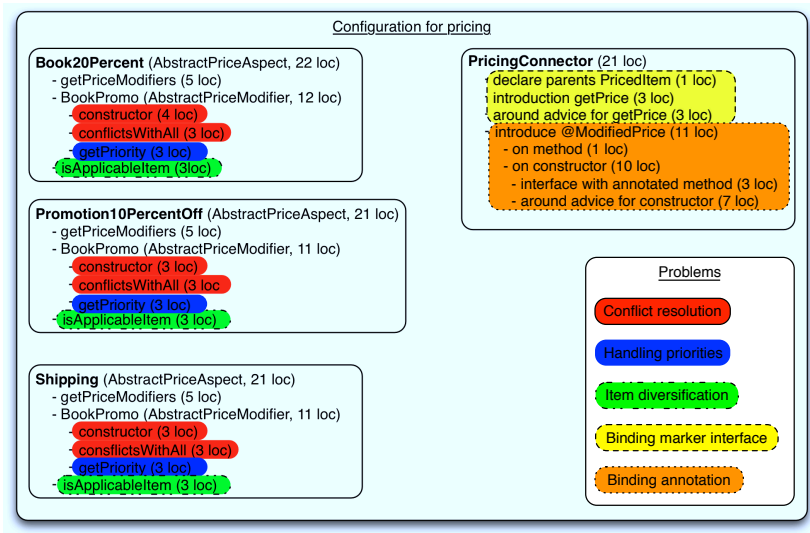 Configuration for pricing
Book20Percent (AbstractPriceAspect, 22 loc)
- getPriceModifiers (5 loc)
- BookPromo (AbstractPriceModifier, 12 loc)
- constructor (4 loc)
- conflictsWithAll (3 loc)
- getPriority (3 loc)
- isApplicableItem (3loc)
Promotion10PercentOff (AbstractPriceAspect, 21 loc)
- getPriceModifiers (5 loc)
- BookPromo (AbstractPriceModifier, 11 loc)
- constructor (3 loc)
- conflictsWithAll (3 loc
- getPriority (3 loc)
- isApplicableItem (3 loc)
Shipping (AbstractPriceAspect, 21 loc)
- getPriceModifiers (5 loc)
- BookPromo (AbstractPriceModifier, 11 loc)
- constructor (3 loc)
- consflictsWithAll (3 loc)
- getPriority (3 loc)
- isApplicableItem (3 loc)
PricingConnector (21 loc)
- declare parents PricedItem (1 loc)
- introduction getPrice (3 loc)
- around advice for getPrice (3 loc)
- introduce @ModifiedPrice (11 loc)
- on method (1 loc)
- on constructor (10 loc)
- interface with annotated method (3 loc)
- around advice for constructor (7 loc)
Problems
Conflict resolution
Handling priorities
Item diversification
Binding marker interface
Binding annotation